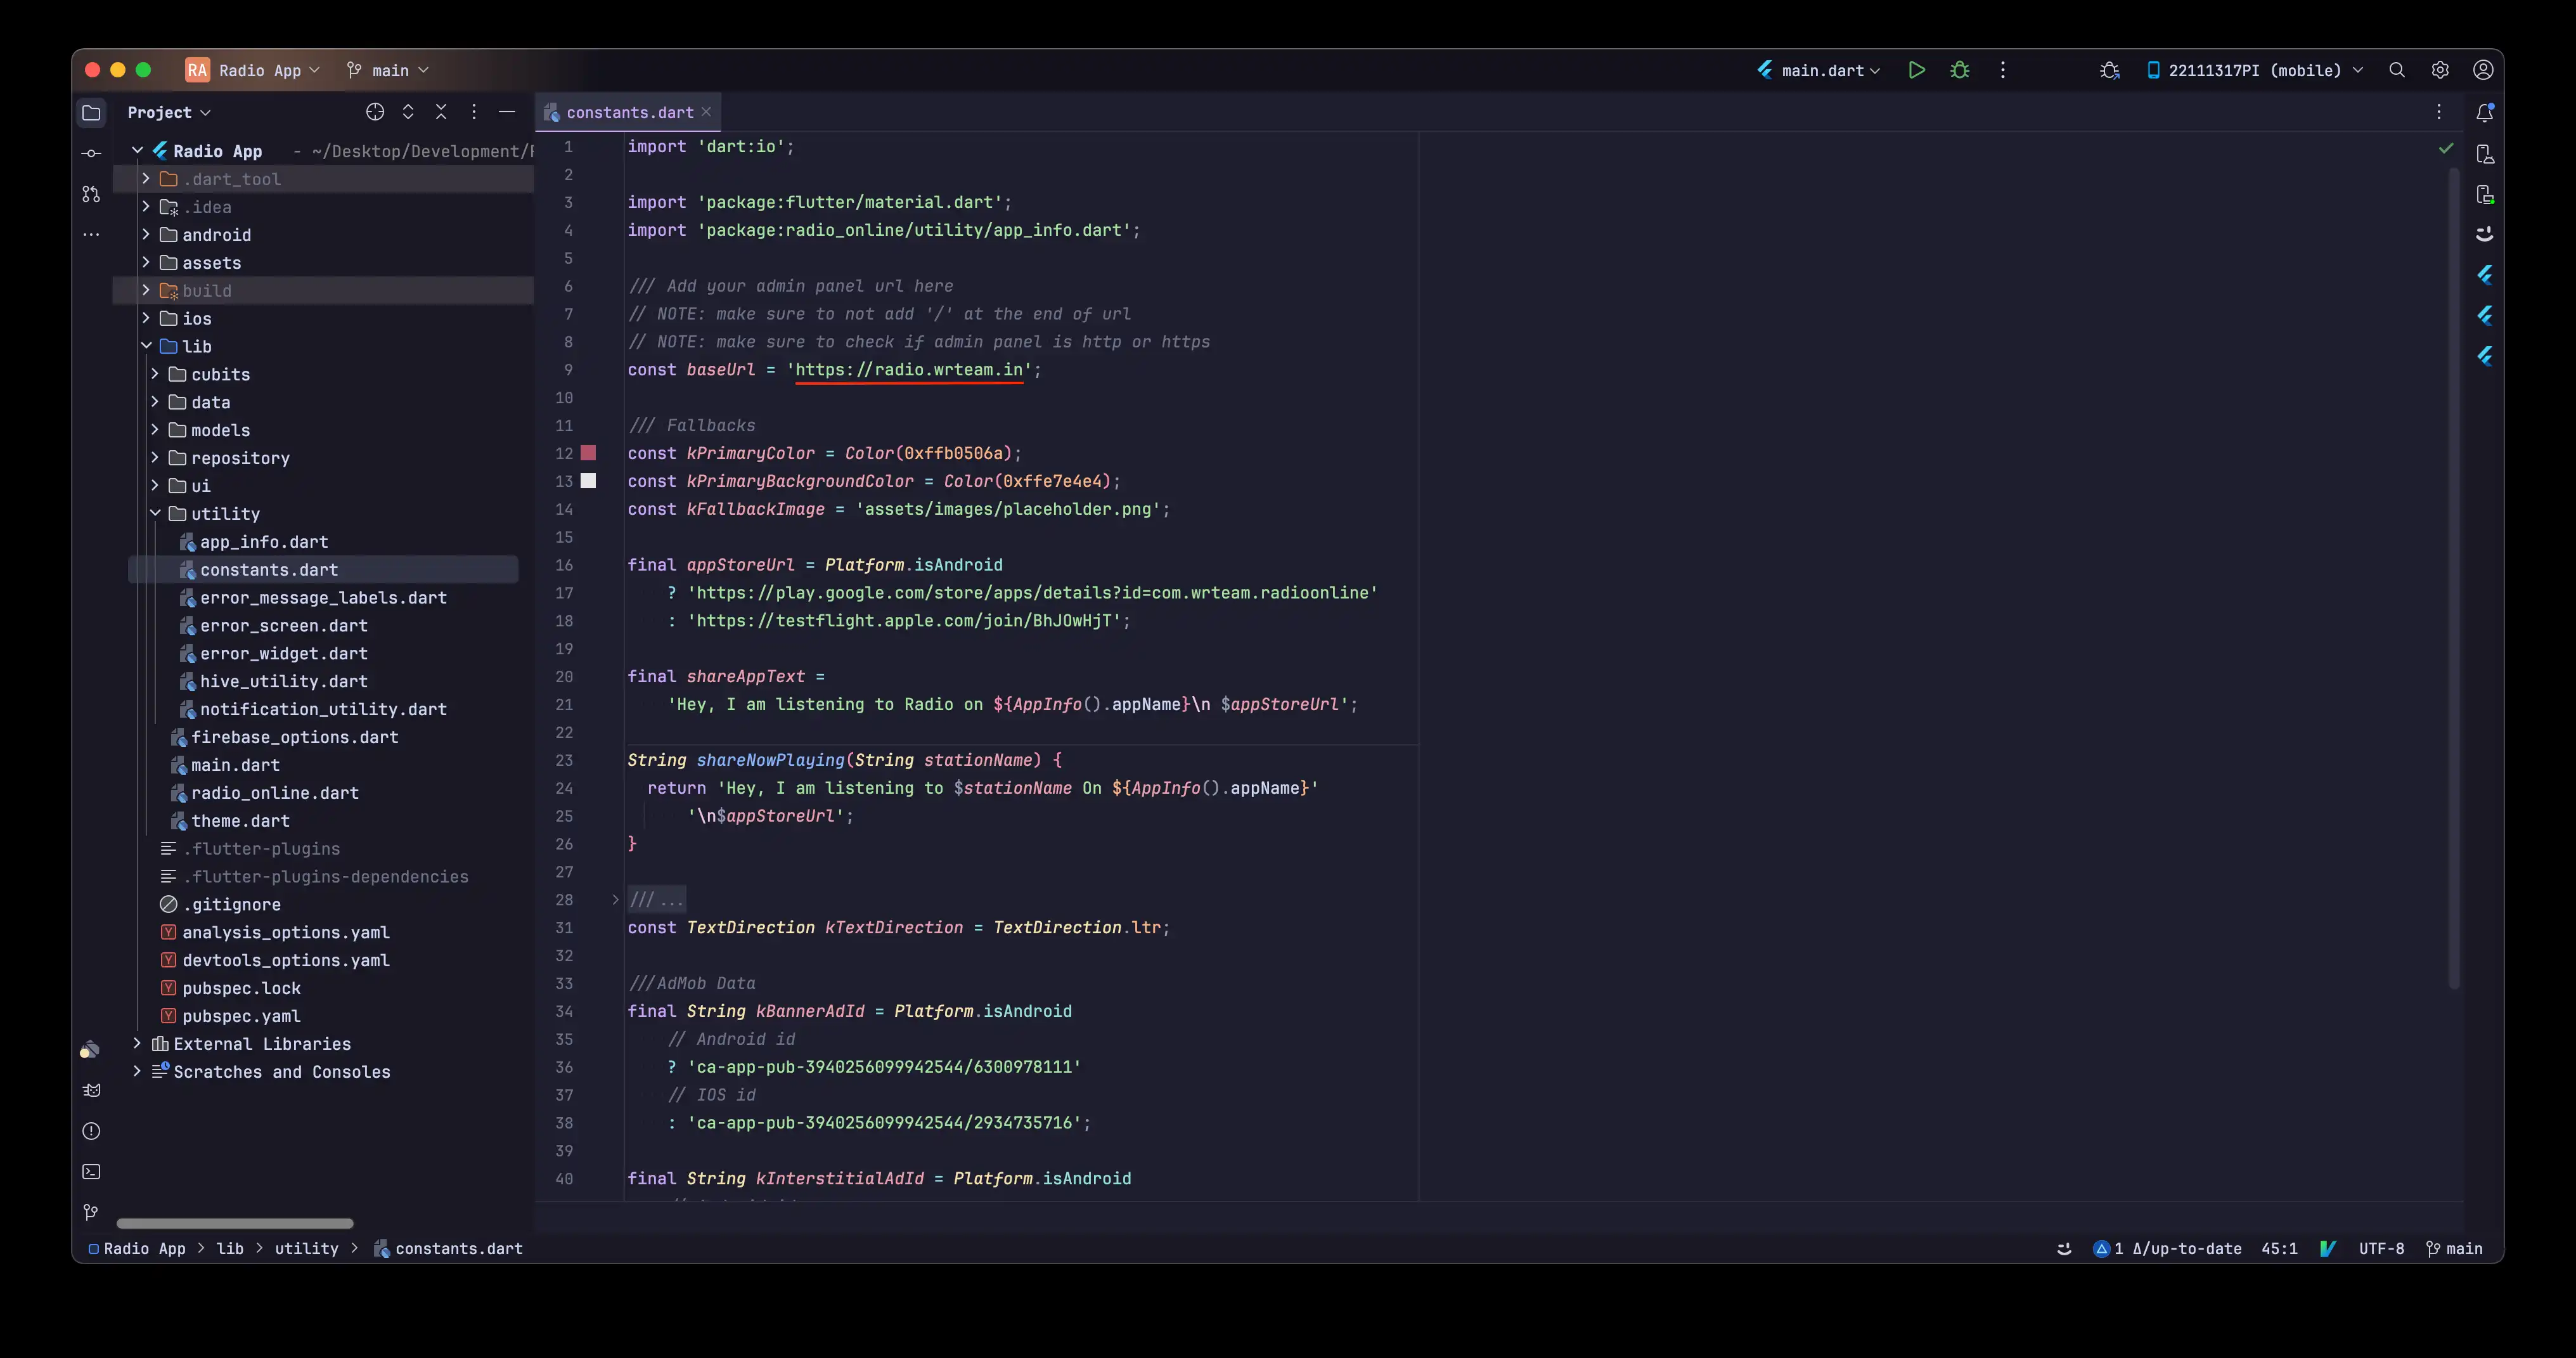 RA Radio App main
main.dart 22111317PI (mobile)
Project
constants.dart
Radio App - ~/Desktop/Development/
.dart_tool
.idea
android
assets
build
ios
lib
cubits
data
models
repository
ui
utility
app_info.dart
constants.dart
error_message_labels.dart
error_screen.dart
error_widget.dart
hive_utility.dart
notification_utility.dart
firebase_options.dart
main.dart
radio_online.dart
theme.dart
.flutter-plugins
.flutter-plugins-dependencies
.gitignore
analysis_options.yaml
devtools_options.yaml
pubspec.lock
pubspec.yaml
External Libraries
Scratches and Consoles
1 import 'dart:io';
2
3 import 'package:flutter/material.dart';
4 import 'package:radio_online/utility/app_info.dart';
5
6 /// Add your admin panel url here
7 // NOTE: make sure to not add '/' at the end of url
8 // NOTE: make sure to check if admin panel is http or https
9 const baseUrl = 'https://radio.wrteam.in';
10
11 /// Fallbacks
12 const kPrimaryColor = Color(0xffb0506a);
13 const kPrimaryBackgroundColor = Color(0xffe7e4e4);
14 const kFallbackImage = 'assets/images/placeholder.png';
15
16 final appStoreUrl = Platform.isAndroid
17 ? 'https://play.google.com/store/apps/details?id=com.wrteam.radioonline'
18 : 'https://testflight.apple.com/join/BhJOwHjT';
19
20 final shareAppText =
21 'Hey, I am listening to Radio on ${AppInfo().appName}\n $appStoreUrl';
22
23 String shareNowPlaying(String stationName) {
24 return 'Hey, I am listening to $stationName On ${AppInfo().appName}'
25 '\n$appStoreUrl';
26 }
27
28 /// ...
31 const TextDirection kTextDirection = TextDirection.ltr;
32
33 ///AdMob Data
34 final String kBannerAdId = Platform.isAndroid
35 // Android id
36 ? 'ca-app-pub-3940256099942544/6300978111'
37 // IOS id
38 : 'ca-app-pub-3940256099942544/2934735716';
39
40 final String kInterstitialAdId = Platform.isAndroid
Radio App > lib > utility > constants.dart
1 Δ/up-to-date 45:1 UTF-8 main